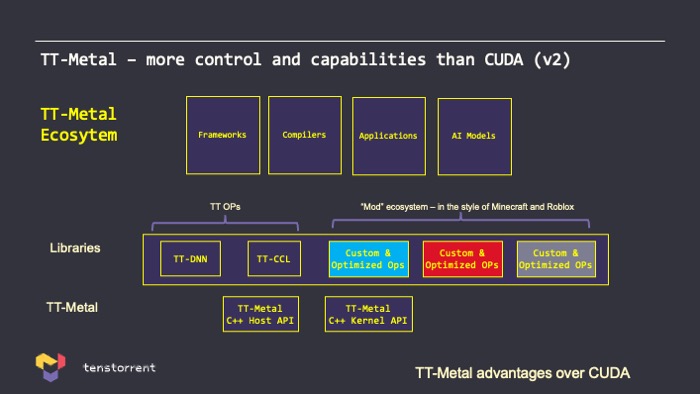 TT-Metal – more control and capabilities than CUDA (v2)
TT-Metal
Ecosytem
Frameworks
Compilers
Applications
AI Models
TT OPs
"Mod" ecosystem – in the style of Minecraft and Roblox
Libraries
TT-DNN
TT-CCL
Custom &
Optimized Ops
Custom &
Optimized OPs
Custom &
Optimized OPs
TT-Metal
TT-Metal
C++ Host API
TT-Metal
C++ Kernel API
tenstorrent
TT-Metal advantages over CUDA